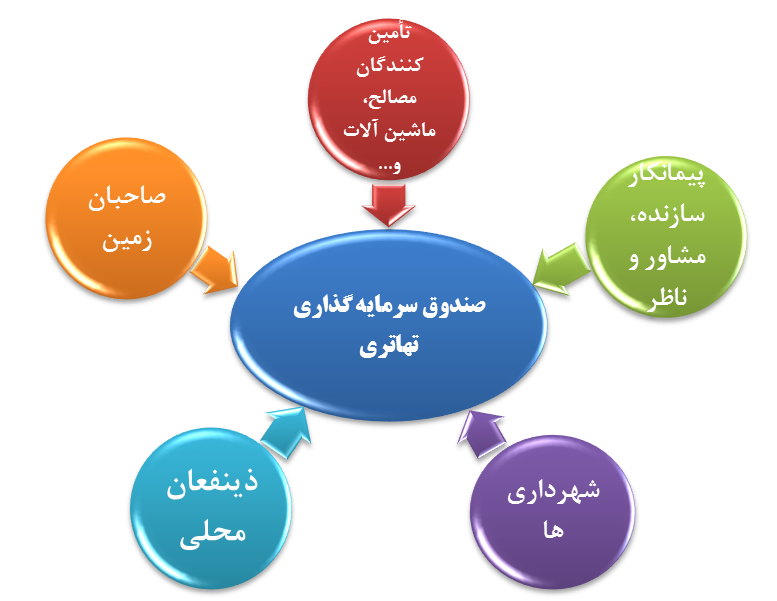 تأمین
کنندگان
مصالح،
ماشین آلات
و...
پیمانکار
سازنده،
مشاور و
ناظر
صاحبان
زمین
صندوق سرمایه گذاری
تهاتری
ذینفعان
محلی
شهرداری
ها